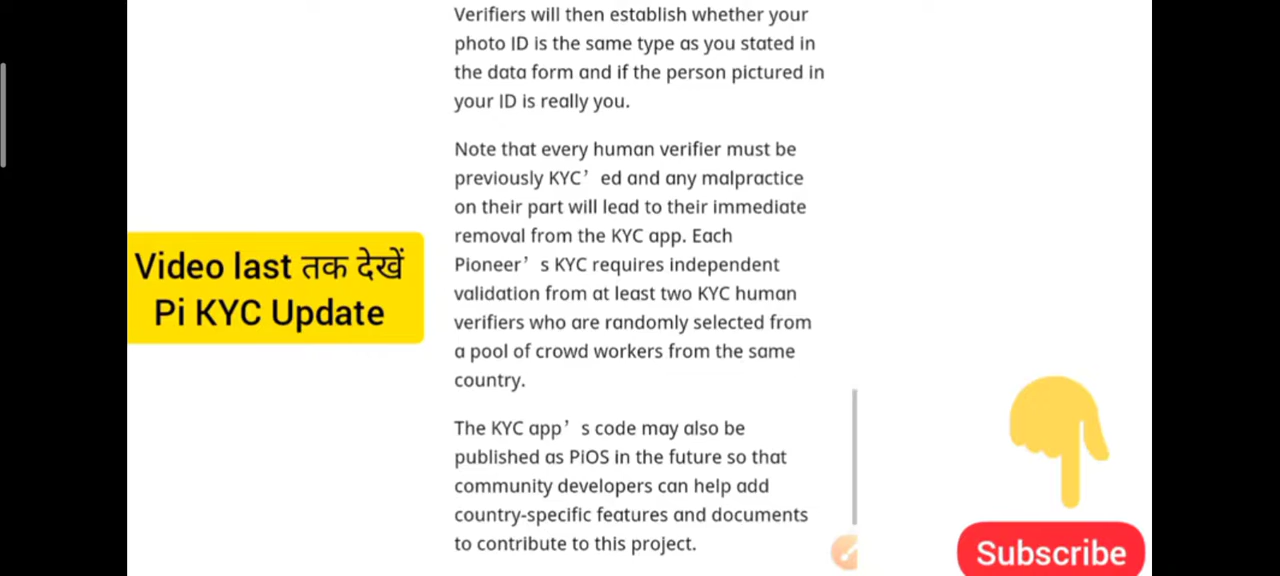 Verifiers will then establish whether your
photo ID is the same type as you stated in
the data form and if the person pictured in
your ID is really you.
Note that every human verifier must be
previously KYC’ ed and any malpractice
on their part will lead to their immediate
removal from the KYC app. Each
Pioneer’ s KYC requires independent
validation from at least two KYC human
verifiers who are randomly selected from
a pool of crowd workers from the same
country.
The KYC app’ s code may also be
published as PiOS in the future so that
community developers can help add
country-specific features and documents
to contribute to this project.
Video last तक देखें
Pi KYC Update
Subscribe